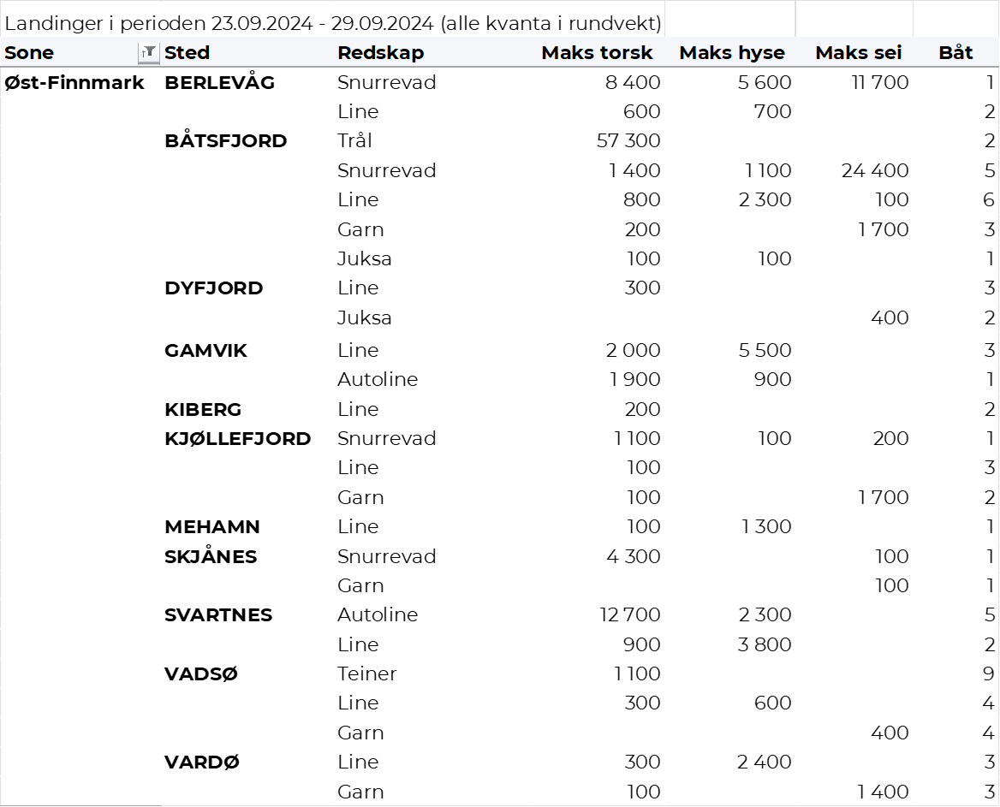 Landinger i perioden 23.09.2024 - 29.09.2024 (alle kvanta i rundvekt)
Sone Sted Redskap Maks torsk Maks hyse Maks sei Båt
Øst-Finnmark BERLEVÅG Snurrevad 8 400 5 600 11 700 1
Line 600 700 2
BÅTSFJORD Trål 57 300 2
Snurrevad 1 400 1 100 24 400 5
Line 800 2 300 100 6
Garn 200 1 700 3
Juksa 100 100 1
DYFJORD Line 300 3
Juksa 400 2
GAMVIK Line 2 000 5 500 3
Autoline 1 900 900 1
KIBERG Line 200 2
KJØLLEFJORD Snurrevad 1 100 100 200 1
Line 100 3
Garn 100 1 700 2
MEHAMN Line 100 1 300 1
SKJÅNES Snurrevad 4 300 100 1
Garn 100 1
SVARTNES Autoline 12 700 2 300 5
Line 900 3 800 2
VADSØ Teiner 1 100 9
Line 300 600 4
Garn 400 4
VARDØ Line 300 2 400 3
Garn 100 1 400 3